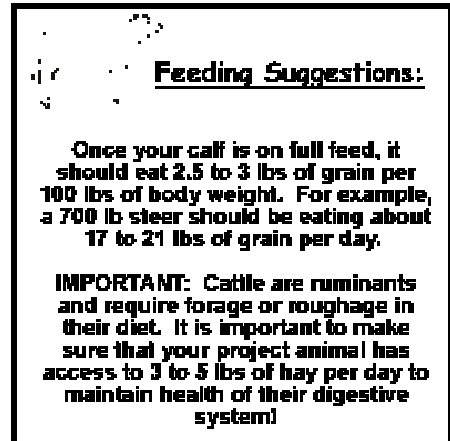 Feeding Suggestions:
Once your calf is on full feed, it
should eat 2.5 to 3 lbs of grain per
100 lbs of body weight.  For example,
a 700 lb steer should be eating about
17 to 21 lbs of grain per day.
IMPORTANT:  Cattle are ruminants
and require forage or roughage in
their diet.  It is important to make
sure that your project animal has
access to 3 to 5 lbs of hay per day to
maintain health of their digestive
system!